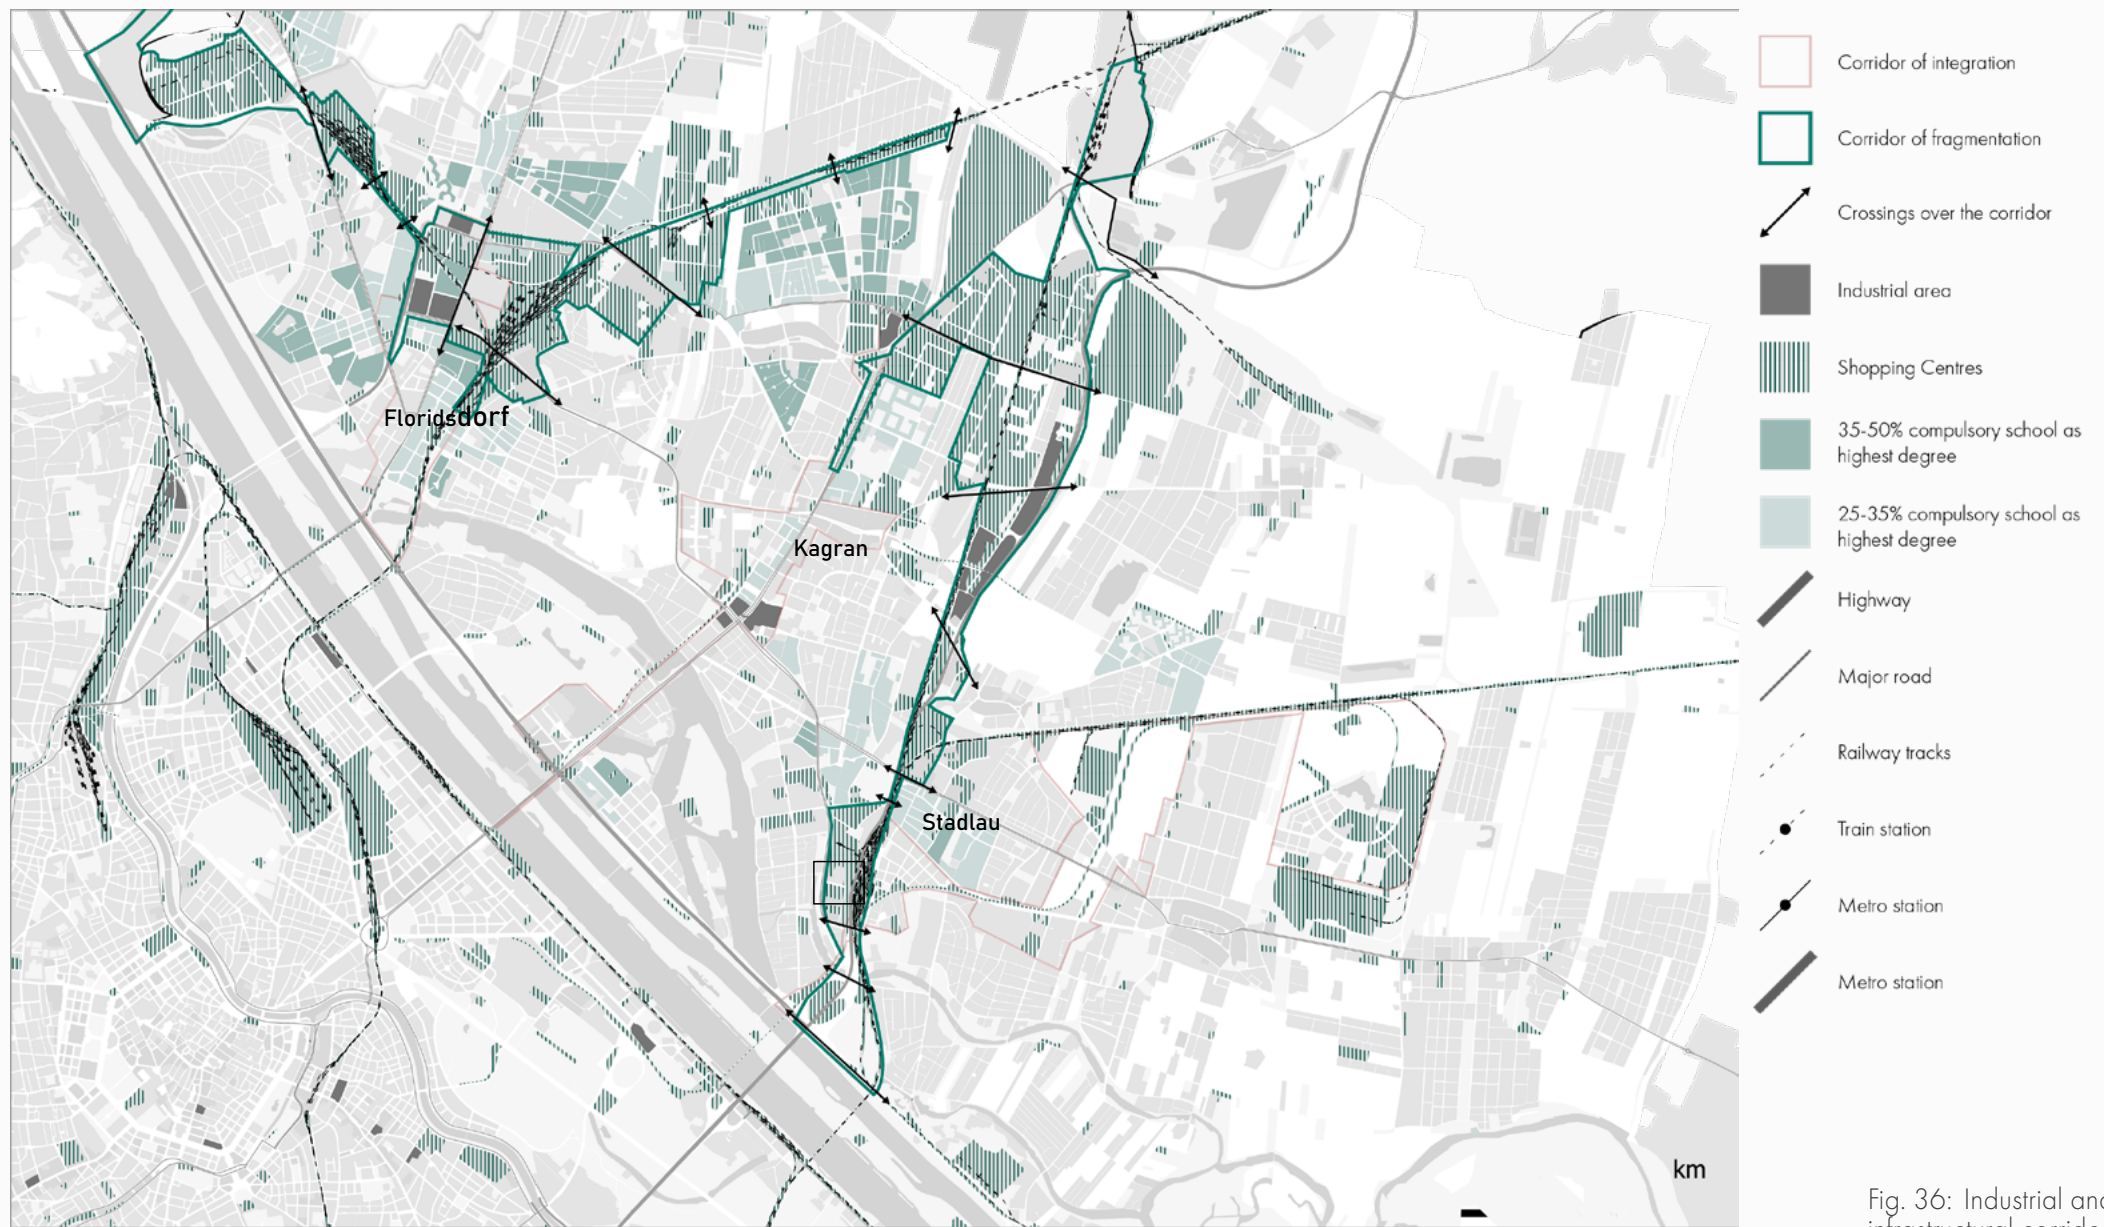 Corridor of integration
Corridor of fragmentation
Crossings over the corridor
Industrial area
Shopping Centres
35-50% compulsory school as
highest degree
25-35% compulsory school as
highest degree
Highway
Major road
Railway tracks
Train station
Metro station
Metro station
Floridsdorf
Kagran
Stadlau
km
Fig. 36: Industrial and